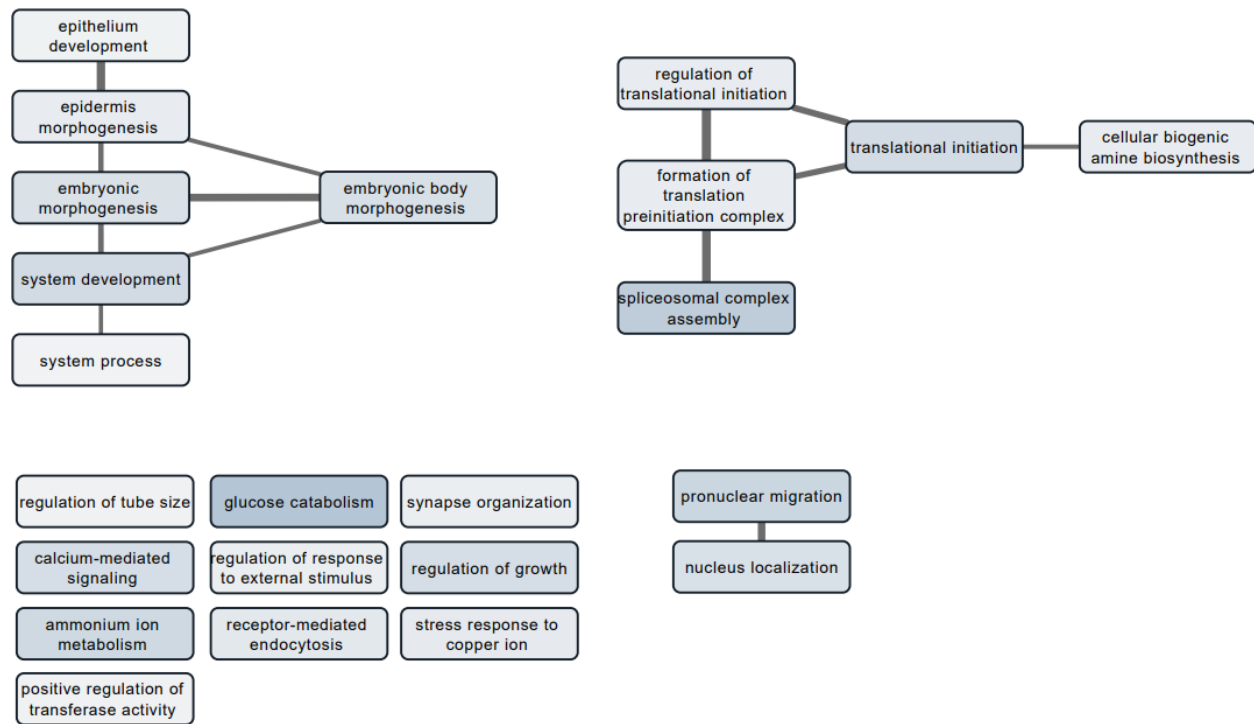 epithelium
development
epidermis
morphogenesis
embryonic
morphogenesis
embryonic body
morphogenesis
system development
system process
regulation of
translational initiation
translational initiation
cellular biogenic
amine biosynthesis
formation of
translation
preinitiation complex
spliceosomal complex
assembly
regulation of tube size
glucose catabolism
synapse organization
calcium-mediated
signaling
regulation of response
to external stimulus
regulation of growth
ammonium ion
metabolism
receptor-mediated
endocytosis
stress response to
copper ion
positive regulation of
transferase activity
pronuclear migration
nucleus localization